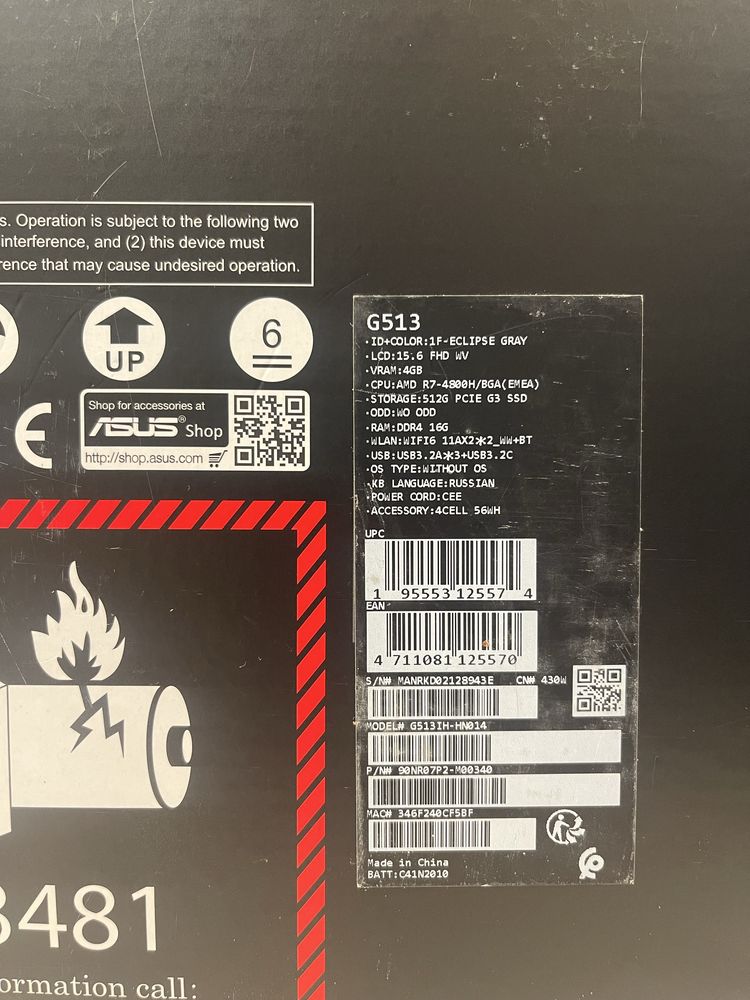 s. Operation is subject to the following two
interference, and (2) this device must
rence that may cause undesired operation.
UP
6
CE
Shop for accessories at
ASUS® Shop
http://shop.asus.com
3481
ormation call:
G513
·ID+COLOR:1F-ECLIPSE GRAY
·LCD:15.6 FHD WV
·VRAM:4GB
·CPU:AMD R7-4800H/BGA(EMEA)
·STORAGE:512G PCIE G3 SSD
·ODD:WO ODD
·RAM:DDR4 16G
·WLAN:WIFI6 11AX2*2_WW+BT
·USB:USB3.2A*3+USB3.2C
·OS TYPE:WITHOUT OS
·KB LANGUAGE:RUSSIAN
·POWER CORD:CEE
·ACCESSORY:4CELL 56WH
UPC
1 95553 12557 4
EAN
4 711081 125570
S/N# MANRKD02128943E CN# 430W
MODEL# G513IH-HN014
P/N# 90NR07P2-M00340
MAC# 346F240CF5BF
Made in China
BATT:C41N2010